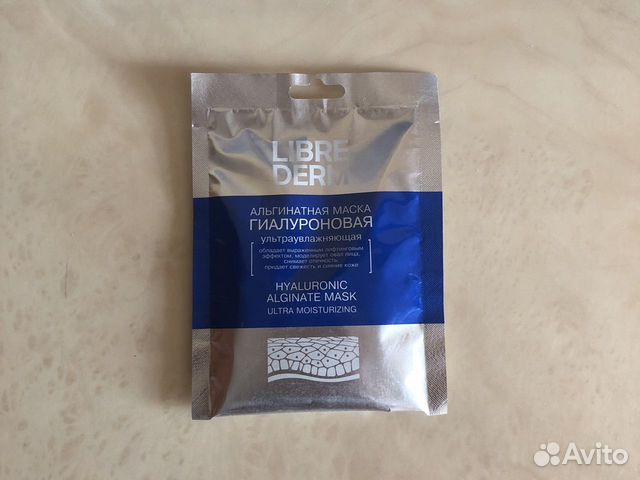 LIBRE
DERM
АЛЬГИНАТНАЯ МАСКА
ГИАЛУРОНОВАЯ
ультраувлажняющая
обладает выраженным лифтинговым
эффектом, моделирует овал лица,
снимает отечность,
придает свежесть и сияние коже
HYALURONIC
ALGINATE MASK
ULTRA MOISTURIZING
Avito